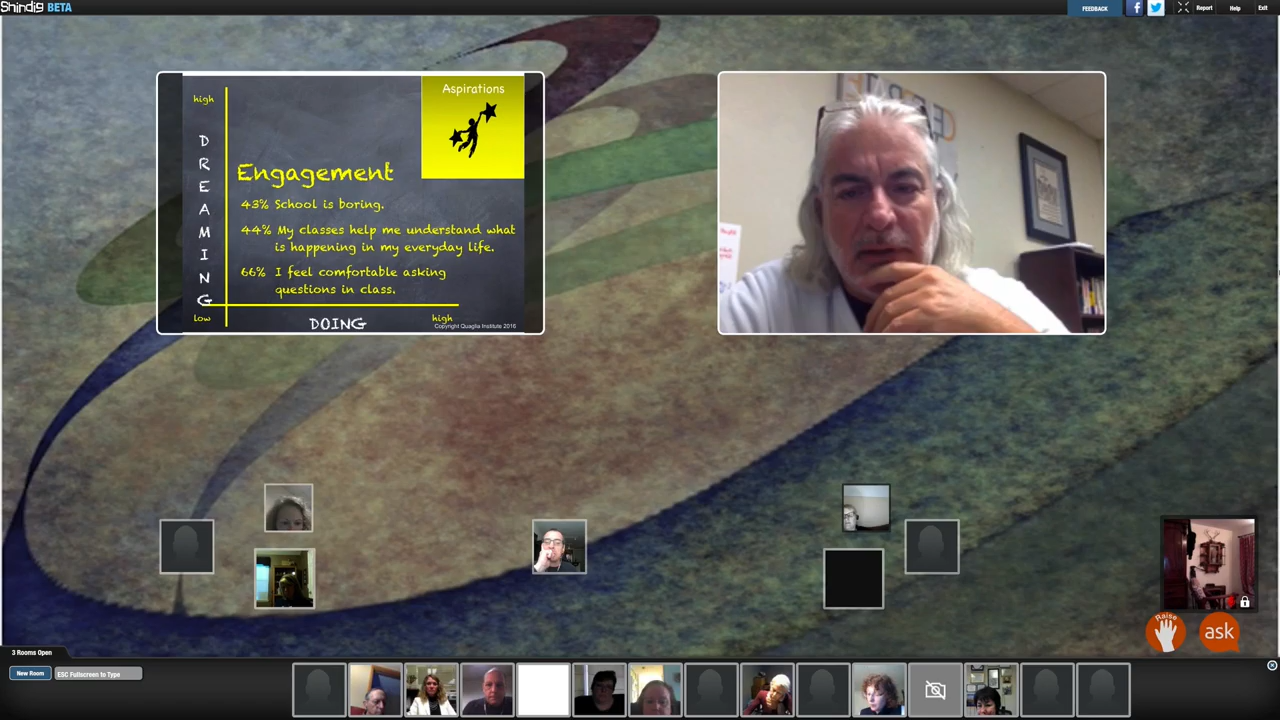 Shindig BETA
FEEDBACK
Report
Help
Exit
Aspirations
high
DREAMING
low
Engagement
43% School is boring.
44% My classes help me understand what
is happening in my everyday life.
66% I feel comfortable asking
questions in class.
DOING
high
Copyright Quaglia Institute 2016
Raise
ask
3 Rooms Open
New Room
ESC Fullscreen to Type